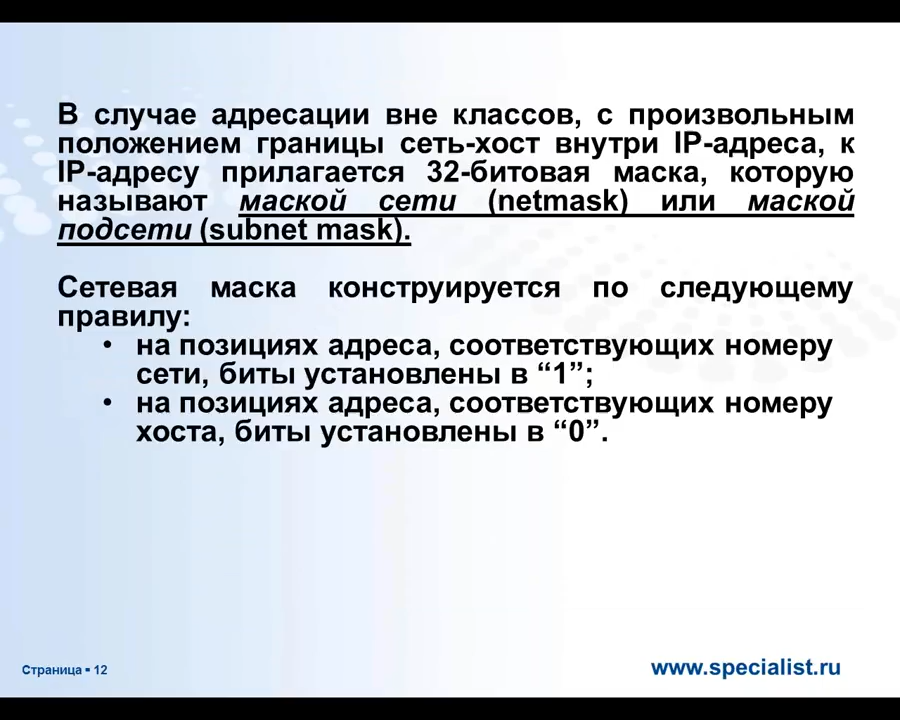 В случае адресации вне классов, с произвольным
положением границы сеть-хост внутри IP-адреса, к
IP-адресу прилагается 32-битовая маска, которую
называют маской сети (netmask) или маской
подсети (subnet mask).
Сетевая маска конструируется по следующему
правилу:
• на позициях адреса, соответствующих номеру
сети, биты установлены в “1”;
• на позициях адреса, соответствующих номеру
хоста, биты установлены в “0”.
Страница ▪ 12
www.specialist.ru